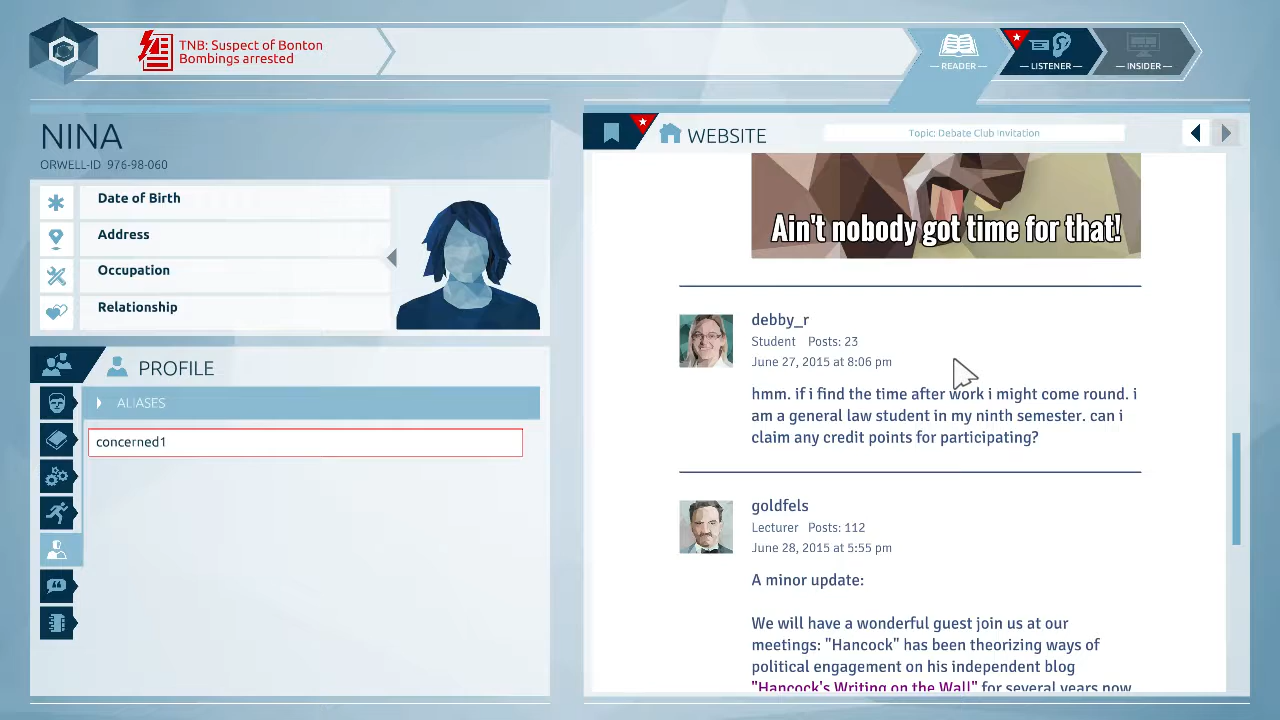 TNB: Suspect of Bonton
Bombings arrested
READER
LISTENER
INSIDER
NINA
ORWELL-ID 976-98-060
Date of Birth
Address
Occupation
Relationship
PROFILE
ALIASES
concerned1
WEBSITE
Topic: Debate Club Invitation
Ain't nobody got time for that!
debby_r
Student Posts: 23
June 27, 2015 at 8:06 pm
hmm. if i find the time after work i might come round. i
am a general law student in my ninth semester. can i
claim any credit points for participating?
goldfels
Lecturer Posts: 112
June 28, 2015 at 5:55 pm
A minor update:
We will have a wonderful guest join us at our
meetings: "Hancock" has been theorizing ways of
political engagement on his independent blog
"Hancock's Writing on the Wall" for several years now